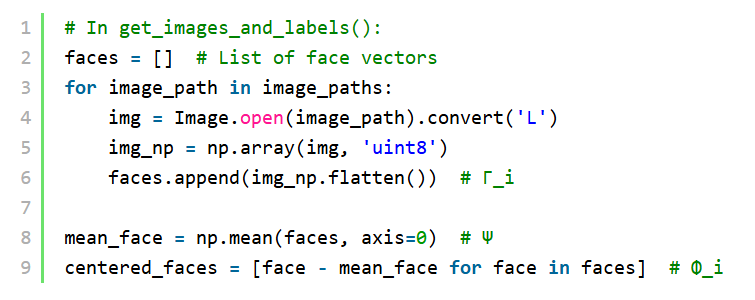 1 # In get_images_and_labels():
2 faces = []  # List of face vectors
3 for image_path in image_paths:
4     img = Image.open(image_path).convert('L')
5     img_np = np.array(img, 'uint8')
6     faces.append(img_np.flatten())  # Γ_i
7
8 mean_face = np.mean(faces, axis=0)  # Ψ
9 centered_faces = [face - mean_face for face in faces]  # Φ_i